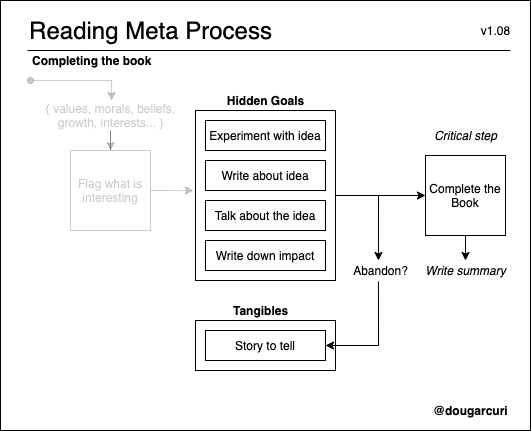 Reading Meta Process
v1.08
Completing the book
{ values, morals, beliefs,
growth, interests... }
Flag what is
interesting
Hidden Goals
Experiment with idea
Write about idea
Talk about the idea
Write down impact
Critical step
Complete the
Book
Abandon?
Write summary
Tangibles
Story to tell
@dougarcuri